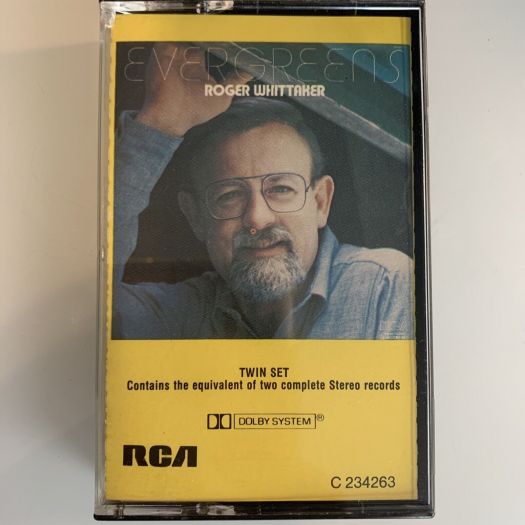 EVERGREENS
ROGER WHITTAKER
TWIN SET
Contains the equivalent of two complete Stereo records
DOLBY SYSTEM®
RCA
C 234263